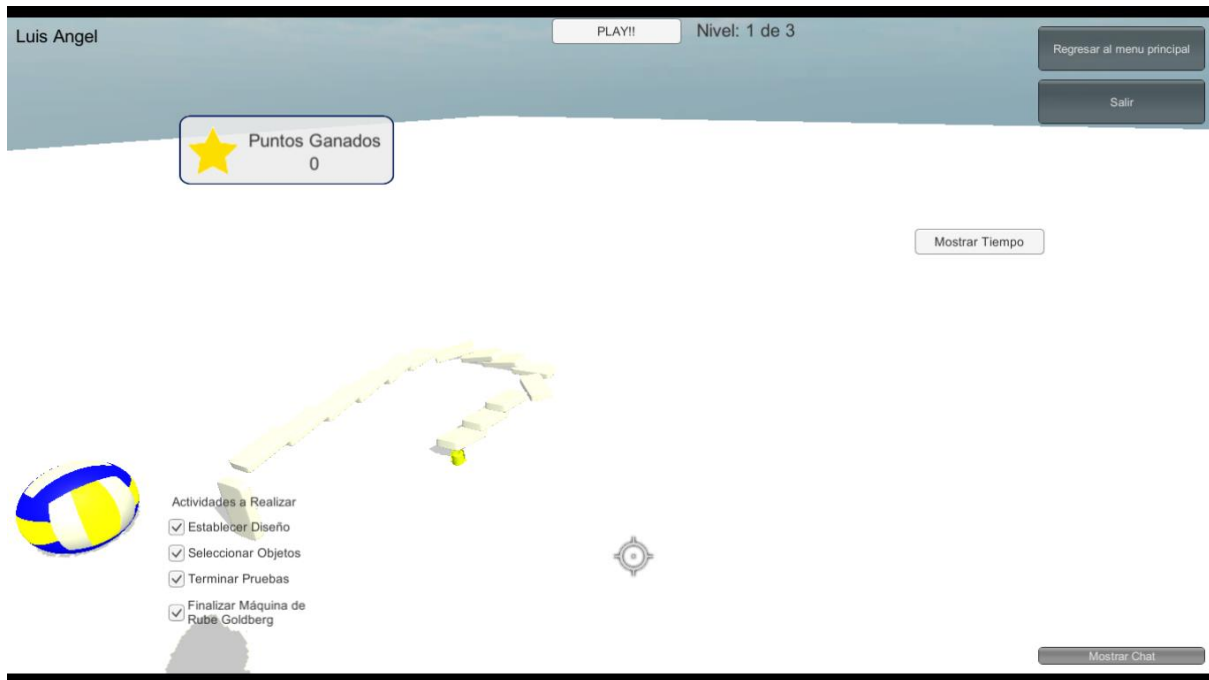 Luis Angel
PLAY!!
Nivel: 1 de 3
Regresar al menu principal
Salir
Puntos Ganados
0
Mostrar Tiempo
Actividades a Realizar
Establecer Diseño
Seleccionar Objetos
Terminar Pruebas
Finalizar Máquina de
Rube Goldberg
Mostrar Chat